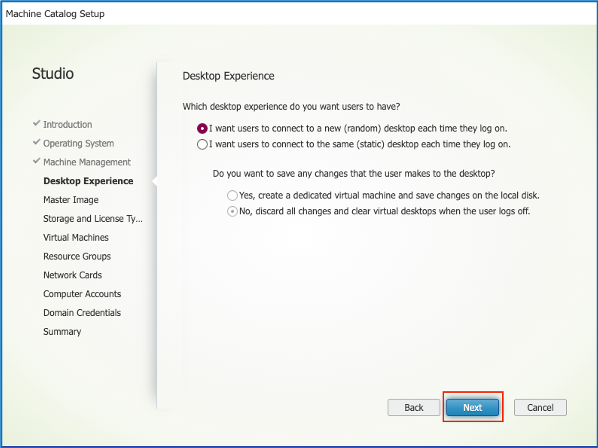 Machine Catalog Setup
Studio
Introduction
Operating System
Machine Management
Desktop Experience
Master Image
Storage and License Ty...
Virtual Machines
Resource Groups
Network Cards
Computer Accounts
Domain Credentials
Summary
Desktop Experience
Which desktop experience do you want users to have?
I want users to connect to a new (random) desktop each time they log on.
I want users to connect to the same (static) desktop each time they log on.
Do you want to save any changes that the user makes to the desktop?
Yes, create a dedicated virtual machine and save changes on the local disk.
No, discard all changes and clear virtual desktops when the user logs off.
Back
Next
Cancel